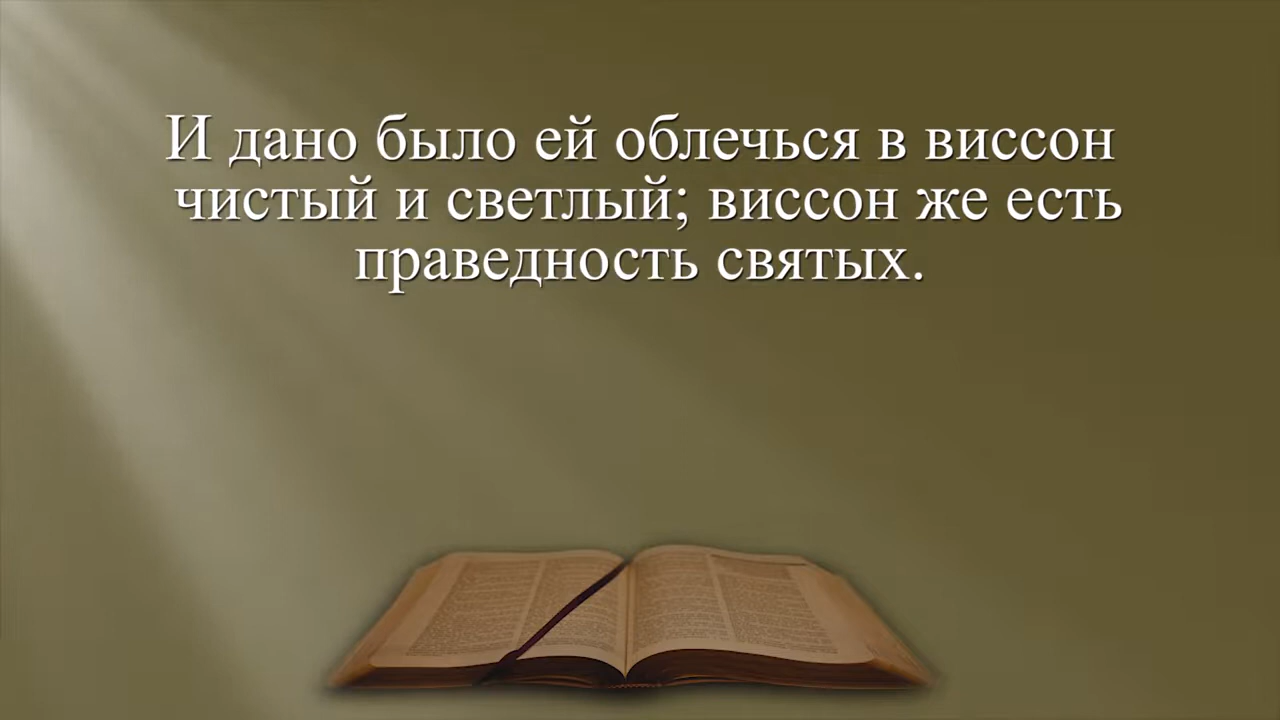 И дано было ей облечься в виссон
чистый и светлый; виссон же есть
праведность святых.